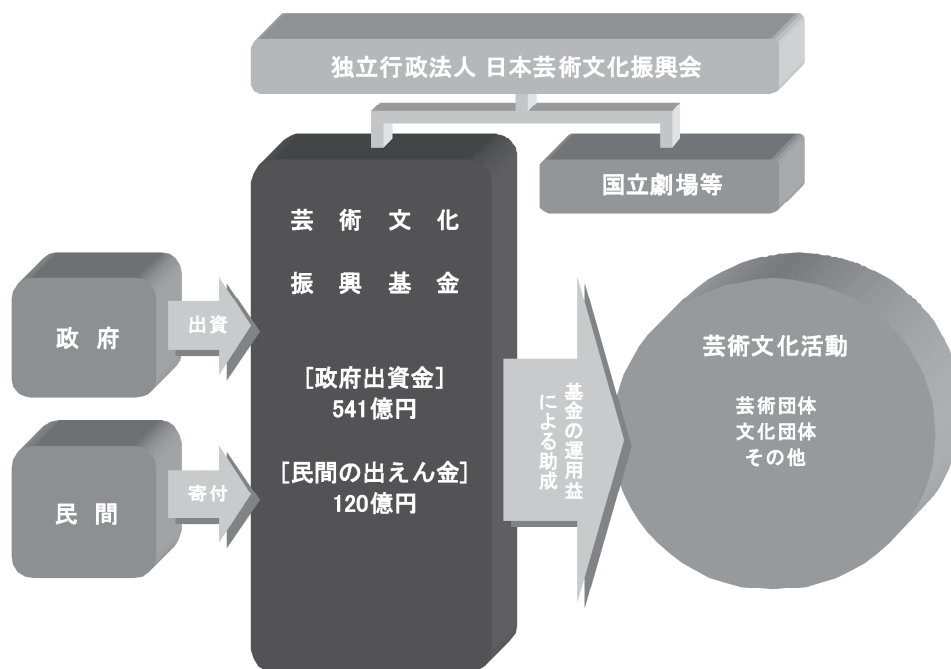 独立行政法人 日本芸術文化振興会
国立劇場等
芸術文化
振興基金
[政府出資金]
541億円
[民間の出えん金]
120億円
政府
出資
民間
寄付
基金の運用益
による助成
芸術文化活動
芸術団体
文化団体
その他